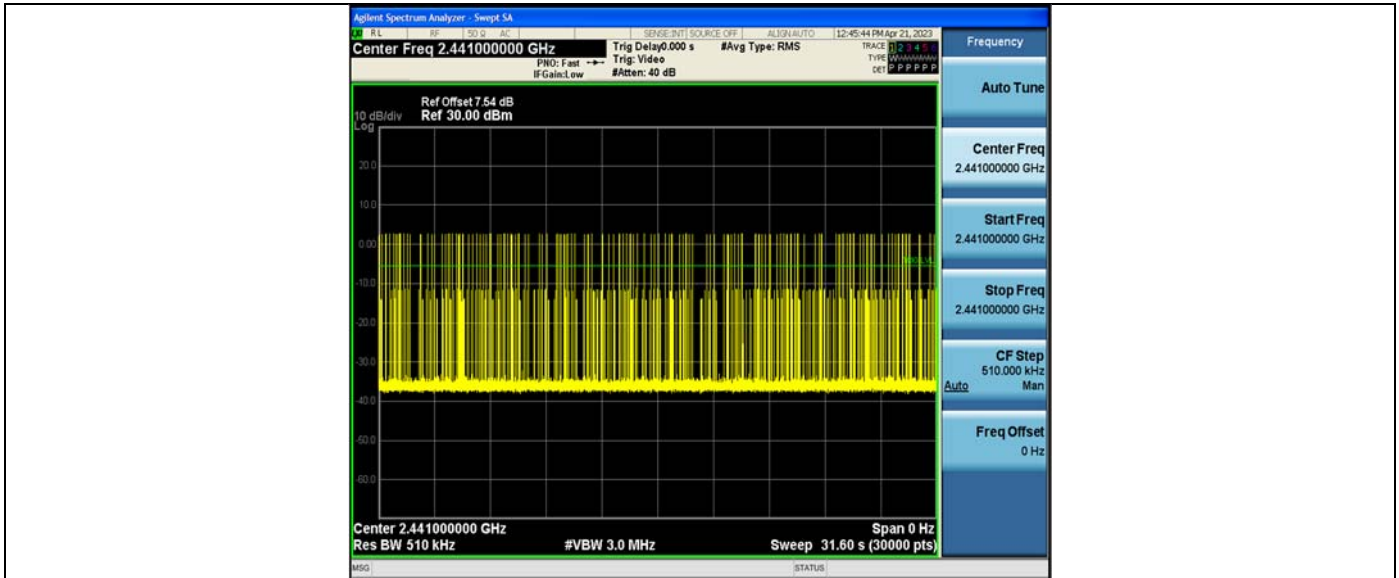 Agilent Spectrum Analyzer - Swept SA
RL RF 50 Ω AC SENSE:INT SOURCE OFF ALIGNAUTO 12:45:44 PM Apr 21, 2023
Center Freq 2.441000000 GHz
PNO: Fast
IFGain:Low
Trig Delay0.000 s
Trig: Video
#Atten: 40 dB
#Avg Type: RMS
TRACE 1 2 3 4 5 6
TYPE
DET P P P P P P
Ref Offset 7.54 dB
10 dB/div Ref 30.00 dBm
Log
20.0
10.0
0.00
-10.0
-20.0
-30.0
-40.0
-50.0
-60.0
Center 2.441000000 GHz Span 0 Hz
Res BW 510 kHz #VBW 3.0 MHz Sweep 31.60 s (30000 pts)
MSG STATUS
Frequency
Auto Tune
Center Freq
2.441000000 GHz
Start Freq
2.441000000 GHz
Stop Freq
2.441000000 GHz
CF Step
510.000 kHz
Auto Man
Freq Offset
0 Hz